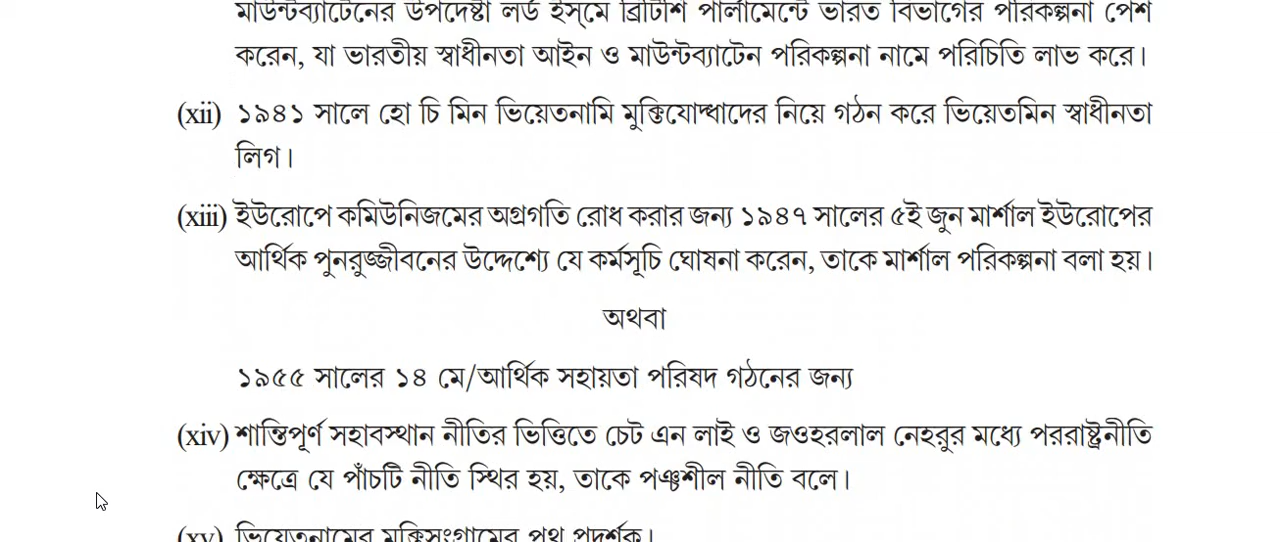 মাউন্টব্যাটেনের উপদেষ্টা লর্ড ইস্‌মে ব্রিটিশ পার্লামেন্টে ভারত বিভাগের পরিকল্পনা পেশ
করেন, যা ভারতীয় স্বাধীনতা আইন ও মাউন্টব্যাটেন পরিকল্পনা নামে পরিচিতি লাভ করে।
(xii) ১৯৪১ সালে হো চি মিন ভিয়েতনামি মুক্তিযোদ্ধাদের নিয়ে গঠন করে ভিয়েতমিন স্বাধীনতা
লিগ।
(xiii) ইউরোপে কমিউনিজমের অগ্রগতি রোধ করার জন্য ১৯৪৭ সালের ৫ই জুন মার্শাল ইউরোপের
আর্থিক পুনরুজ্জীবনের উদ্দেশ্যে যে কর্মসূচি ঘোষনা করেন, তাকে মার্শাল পরিকল্পনা বলা হয়।
অথবা
১৯৫৫ সালের ১৪ মে/আর্থিক সহায়তা পরিষদ গঠনের জন্য
(xiv) শান্তিপূর্ণ সহাবস্থান নীতির ভিত্তিতে চেট এন লাই ও জওহরলাল নেহরুর মধ্যে পররাষ্ট্রনীতি
ক্ষেত্রে যে পাঁচটি নীতি স্থির হয়, তাকে পঞ্চশীল নীতি বলে।
(xv) ভিয়েতনামের মুক্তিসংগ্রামের পথ প্রদর্শক।